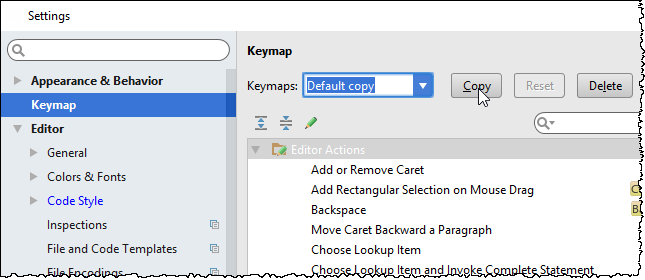 Settings
Keymap
Appearance & Behavior
Keymaps: Default copy Copy Reset Delete
Keymap
Editor
General
Editor Actions
Colors & Fonts
Add or Remove Caret
Code Style
Add Rectangular Selection on Mouse Drag
Inspections
Backspace
File and Code Templates
Move Caret Backward a Paragraph
File Encodings
Choose Lookup Item
Choose Lookup Item and Invoke Complete Statement